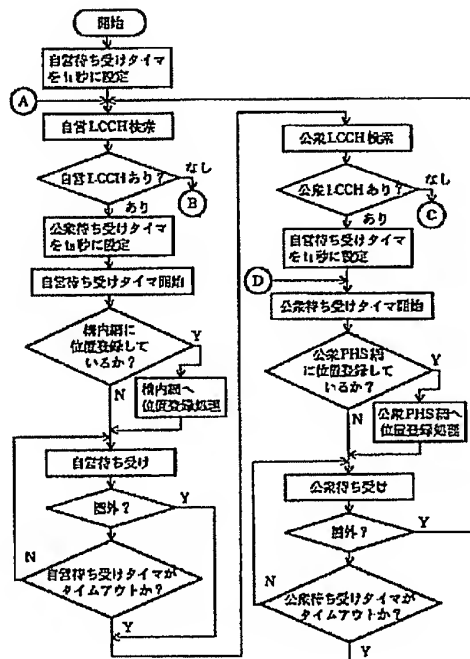 開始
自営待ち受けタイマ
を ta 秒に設定
A
自営LCCH検索
自営LCCHあり?
なし
B
あり
公衆待ち受けタイマ
を ta 秒に設定
自営待ち受けタイマ開始
構内網に
位置登録して
いるか?
Y
N
構内網へ
位置登録処理
自営待ち受け
圏外?
Y
N
自営待ち受けタイマが
タイムアウトか?
Y
公衆LCCH検索
公衆LCCHあり?
なし
C
あり
自営待ち受けタイマ
を ta 秒に設定
D
公衆待ち受けタイマ開始
公衆PHS網
に位置登録して
いるか?
Y
N
公衆PHS網へ
位置登録処理
公衆待ち受け
圏外?
Y
N
公衆待ち受けタイマが
タイムアウトか?
Y